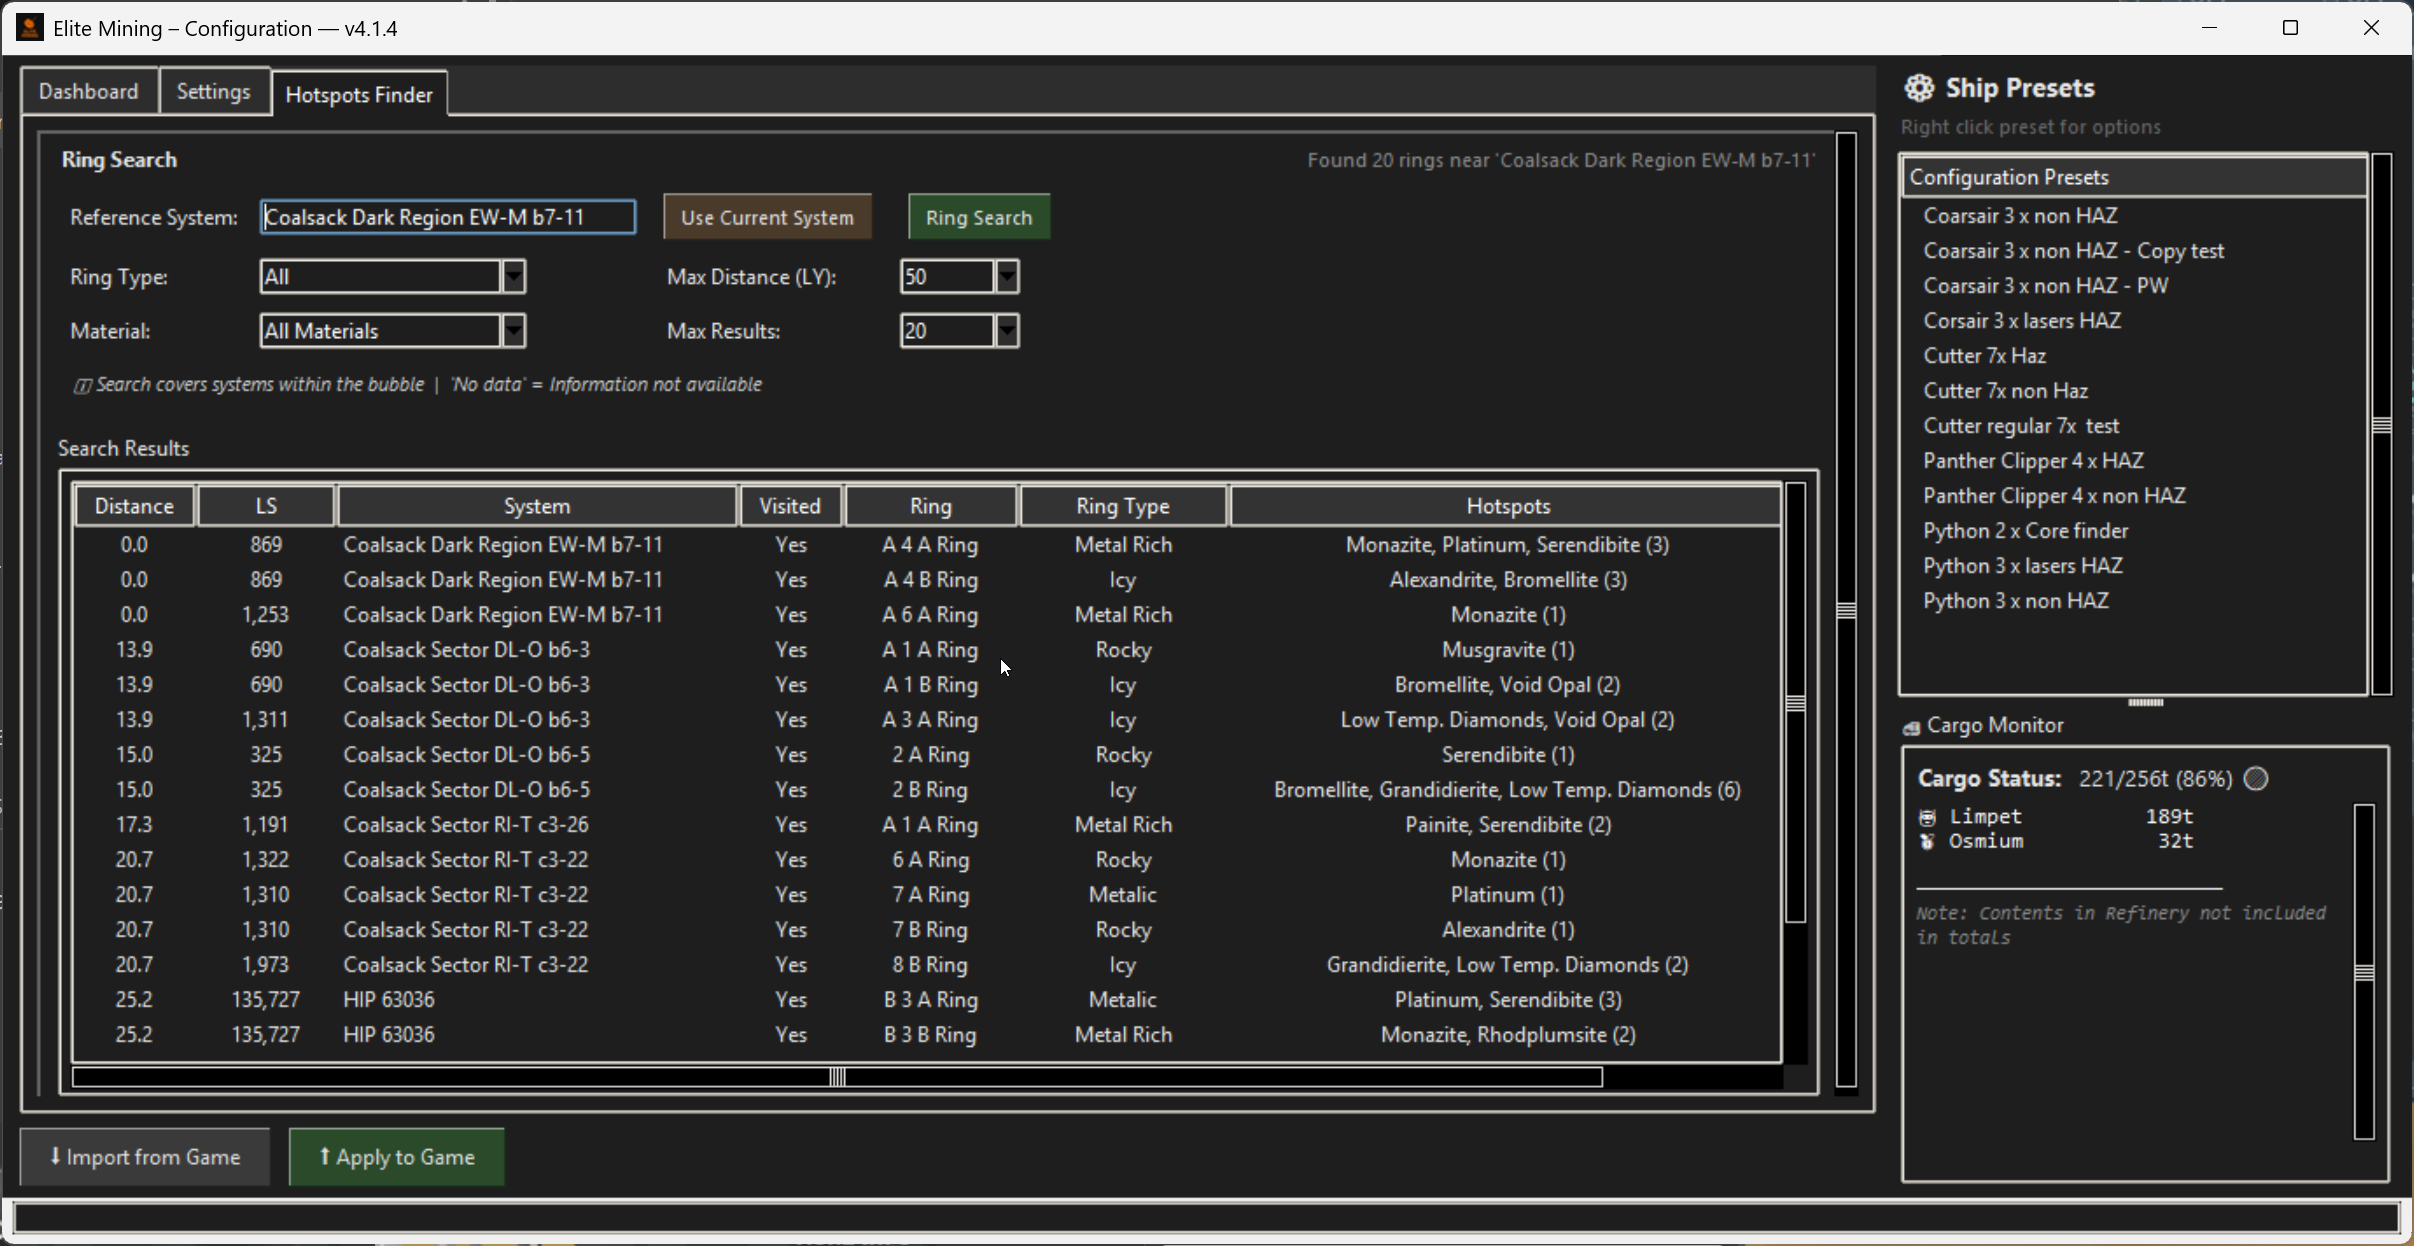 Elite Mining – Configuration — v4.1.4
Dashboard Settings Hotspots Finder
Ring Search Found 20 rings near 'Coalsack Dark Region EW-M b7-11'
Reference System: Coalsack Dark Region EW-M b7-11 Use Current System Ring Search
Ring Type: All Max Distance (LY): 50
Material: All Materials Max Results: 20
Search covers systems within the bubble | 'No data' = Information not available
Search Results
Distance LS System Visited Ring Ring Type Hotspots
0.0 869 Coalsack Dark Region EW-M b7-11 Yes A 4 A Ring Metal Rich Monazite, Platinum, Serendibite (3)
0.0 869 Coalsack Dark Region EW-M b7-11 Yes A 4 B Ring Icy Alexandrite, Bromellite (3)
0.0 1,253 Coalsack Dark Region EW-M b7-11 Yes A 6 A Ring Metal Rich Monazite (1)
13.9 690 Coalsack Sector DL-O b6-3 Yes A 1 A Ring Rocky Musgravite (1)
13.9 690 Coalsack Sector DL-O b6-3 Yes A 1 B Ring Icy Bromellite, Void Opal (2)
13.9 1,311 Coalsack Sector DL-O b6-3 Yes A 3 A Ring Icy Low Temp. Diamonds, Void Opal (2)
15.0 325 Coalsack Sector DL-O b6-5 Yes 2 A Ring Rocky Serendibite (1)
15.0 325 Coalsack Sector DL-O b6-5 Yes 2 B Ring Icy Bromellite, Grandidierite, Low Temp. Diamonds (6)
17.3 1,191 Coalsack Sector RI-T c3-26 Yes A 1 A Ring Metal Rich Painite, Serendibite (2)
20.7 1,322 Coalsack Sector RI-T c3-22 Yes 6 A Ring Rocky Monazite (1)
20.7 1,310 Coalsack Sector RI-T c3-22 Yes 7 A Ring Metalic Platinum (1)
20.7 1,310 Coalsack Sector RI-T c3-22 Yes 7 B Ring Rocky Alexandrite (1)
20.7 1,973 Coalsack Sector RI-T c3-22 Yes 8 B Ring Icy Grandidierite, Low Temp. Diamonds (2)
25.2 135,727 HIP 63036 Yes B 3 A Ring Metalic Platinum, Serendibite (3)
25.2 135,727 HIP 63036 Yes B 3 B Ring Metal Rich Monazite, Rhodplumsite (2)
Import from Game Apply to Game
Ship Presets
Right click preset for options
Configuration Presets
Coarsair 3 x non HAZ
Coarsair 3 x non HAZ - Copy test
Coarsair 3 x non HAZ - PW
Corsair 3 x lasers HAZ
Cutter 7x Haz
Cutter 7x non Haz
Cutter regular 7x test
Panther Clipper 4 x HAZ
Panther Clipper 4 x non HAZ
Python 2 x Core finder
Python 3 x lasers HAZ
Python 3 x non HAZ
Cargo Monitor
Cargo Status: 221/256t (86%)
Limpet 189t
Osmium 32t
Note: Contents in Refinery not included
in totals